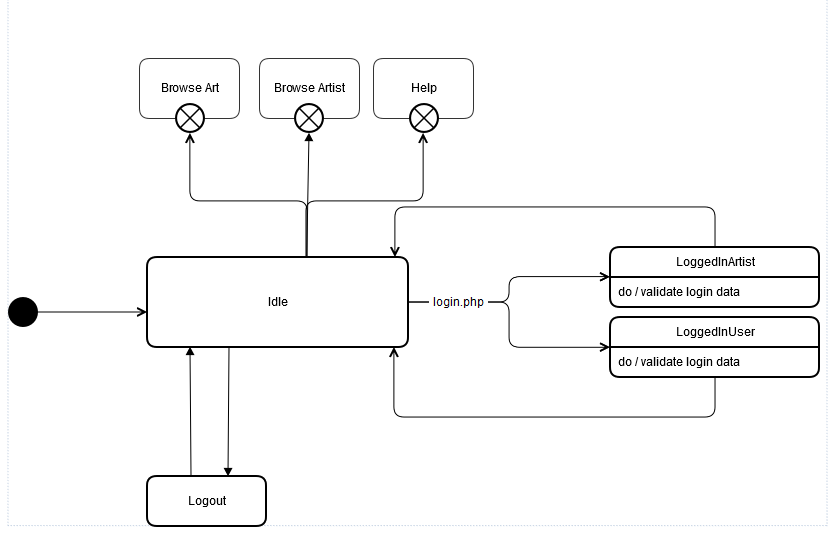 Browse Art
Browse Artist
Help
LoggedInArtist
do / validate login data
Idle
login.php
LoggedInUser
do / validate login data
Logout